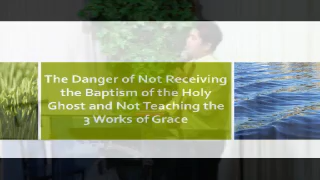 The Danger of Not Receiving
the Baptism of the Holy
Ghost and Not Teaching the
3 Works of Grace